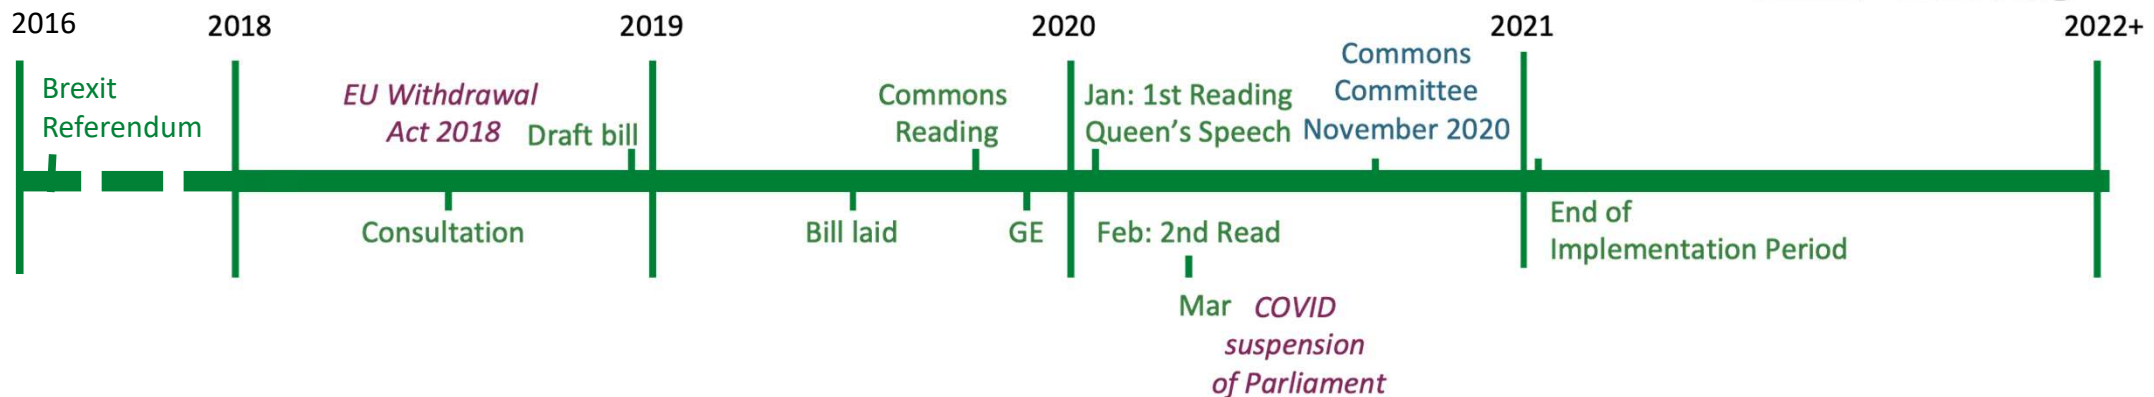 2016
2018
2019
2020
2021
2022+
Brexit
Referendum
EU Withdrawal
Act 2018
Draft bill
Commons
Reading
Jan: 1st Reading
Queen's Speech
Commons
Committee
November 2020
Consultation
Bill laid
GE
Feb: 2nd Read
End of
Implementation Period
Mar COVID
suspension
of Parliament